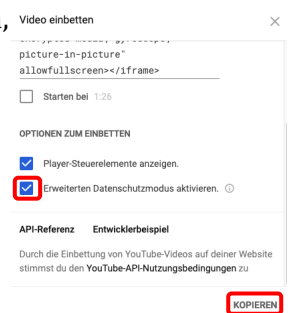 Video einbetten
picture-in-picture"
allowfullscreen></iframe>
Starten bei 1:26
OPTIONEN ZUM EINBETTEN
Player-Steuerelemente anzeigen.
Erweiterten Datenschutzmodus aktivieren.
API-Referenz Entwicklerbeispiel
Durch die Einbettung von YouTube-Videos auf deiner Website
stimmst du den YouTube-API-Nutzungsbedingungen zu
KOPIEREN